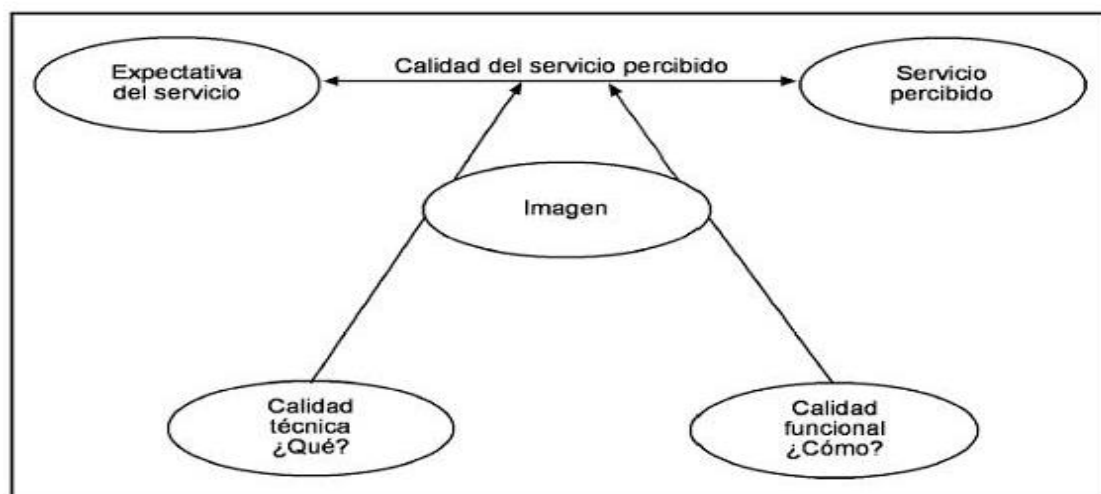 Expectativa
del servicio
Calidad del servicio percibido
Servicio
percibido
Imagen
Calidad
técnica
¿Qué?
Calidad
funcional
¿Cómo?